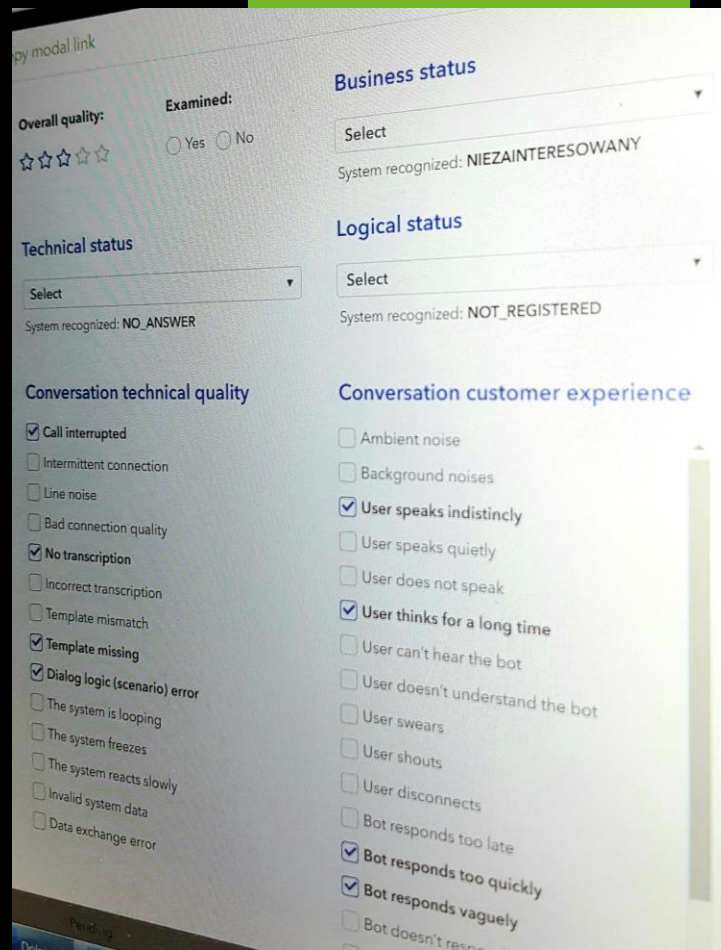 py modal link
Overall quality:
Examined:
Yes No
Business status
Select
System recognized: NIEZAINTERESOWANY
Technical status
Select
System recognized: NO_ANSWER
Logical status
Select
System recognized: NOT_REGISTERED
Conversation technical quality
Call interrupted
Intermittent connection
Line noise
Bad connection quality
No transcription
Incorrect transcription
Template mismatch
Template missing
Dialog logic (scenario) error
The system is looping
The system freezes
The system reacts slowly
Invalid system data
Data exchange error
Conversation customer experience
Ambient noise
Background noises
User speaks indistincly
User speaks quietly
User does not speak
User thinks for a long time
User can't hear the bot
User doesn't understand the bot
User swears
User shouts
User disconnects
Bot responds too late
Bot responds too quickly
Bot responds vaguely
Bot doesn't resp
Pending